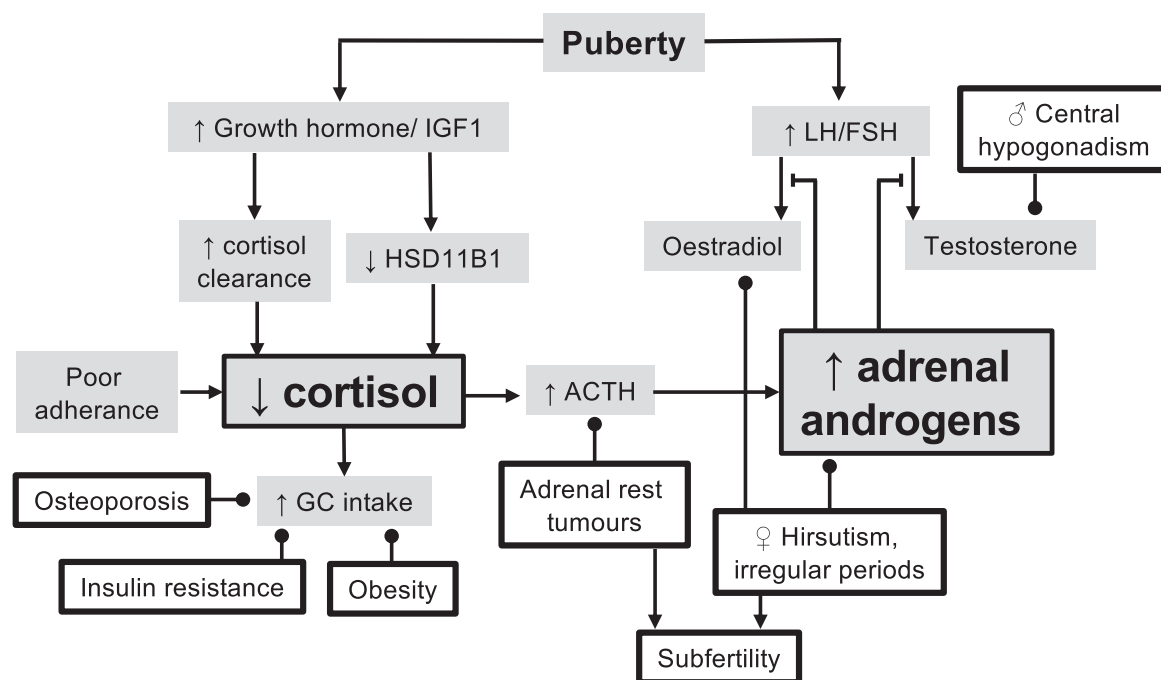 Puberty
↑ Growth hormone/ IGF1
↑ LH/FSH
♂ Central
hypogonadism
↑ cortisol
clearance
↓ HSD11B1
Oestradiol
Testosterone
Poor
adherance
↓ cortisol
↑ ACTH
↑ adrenal
androgens
Osteoporosis
↑ GC intake
Adrenal rest
tumours
♀ Hirsutism,
irregular periods
Insulin resistance
Obesity
Subfertility